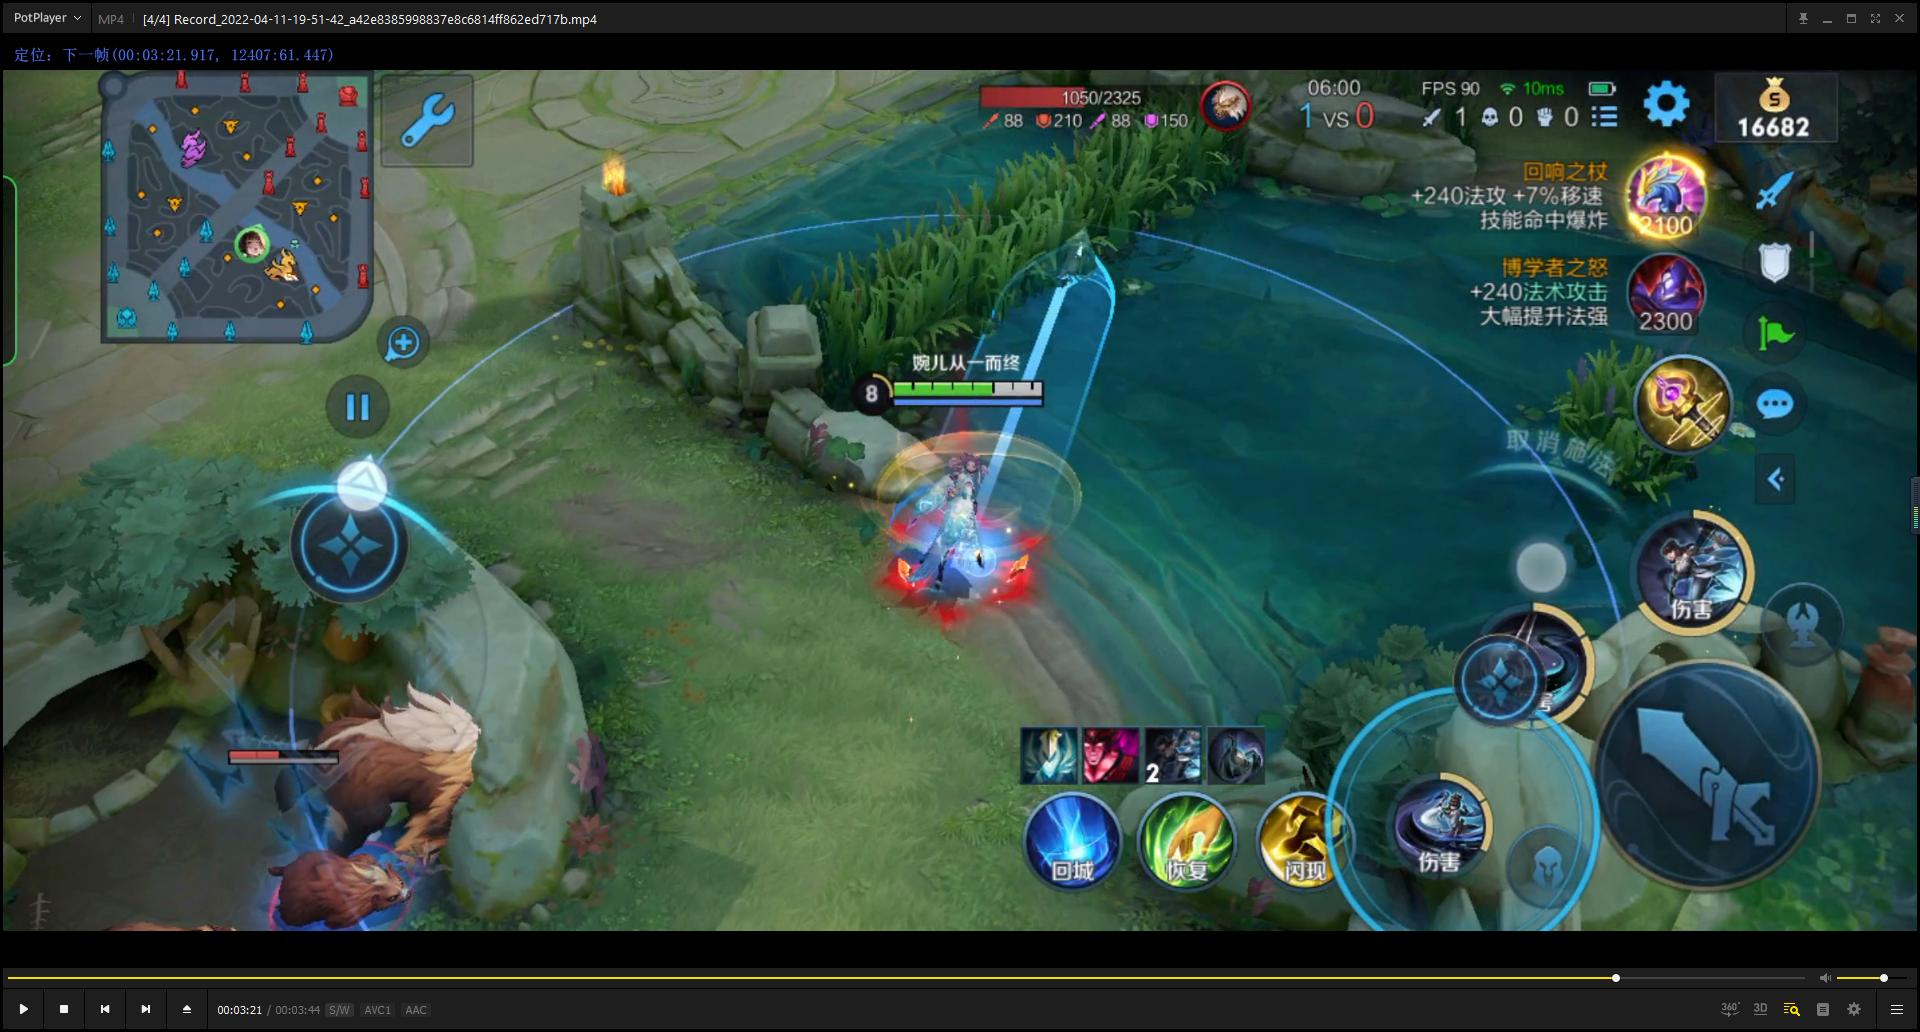 PotPlayer MP4 [4/4] Record_2022-04-11-19-51-42_a42e8385998837e8c6814ff862ed717b.mp4
定位：下一帧(00:03:21.917, 12407:61.447)
1050/2325
88 210 88 150
06:00
1 VS 0
FPS 90 10ms
1 0 0
16682
回响之杖
+240法攻 +7%移速
技能命中爆炸
2100
博学者之怒
+240法术攻击
大幅提升法强
2300
婉儿从一而终
8
取消施法
伤害
害
2
回城
恢复
闪现
伤害
00:03:21 / 00:03:44 S/W AVC1 AAC
360° 3D